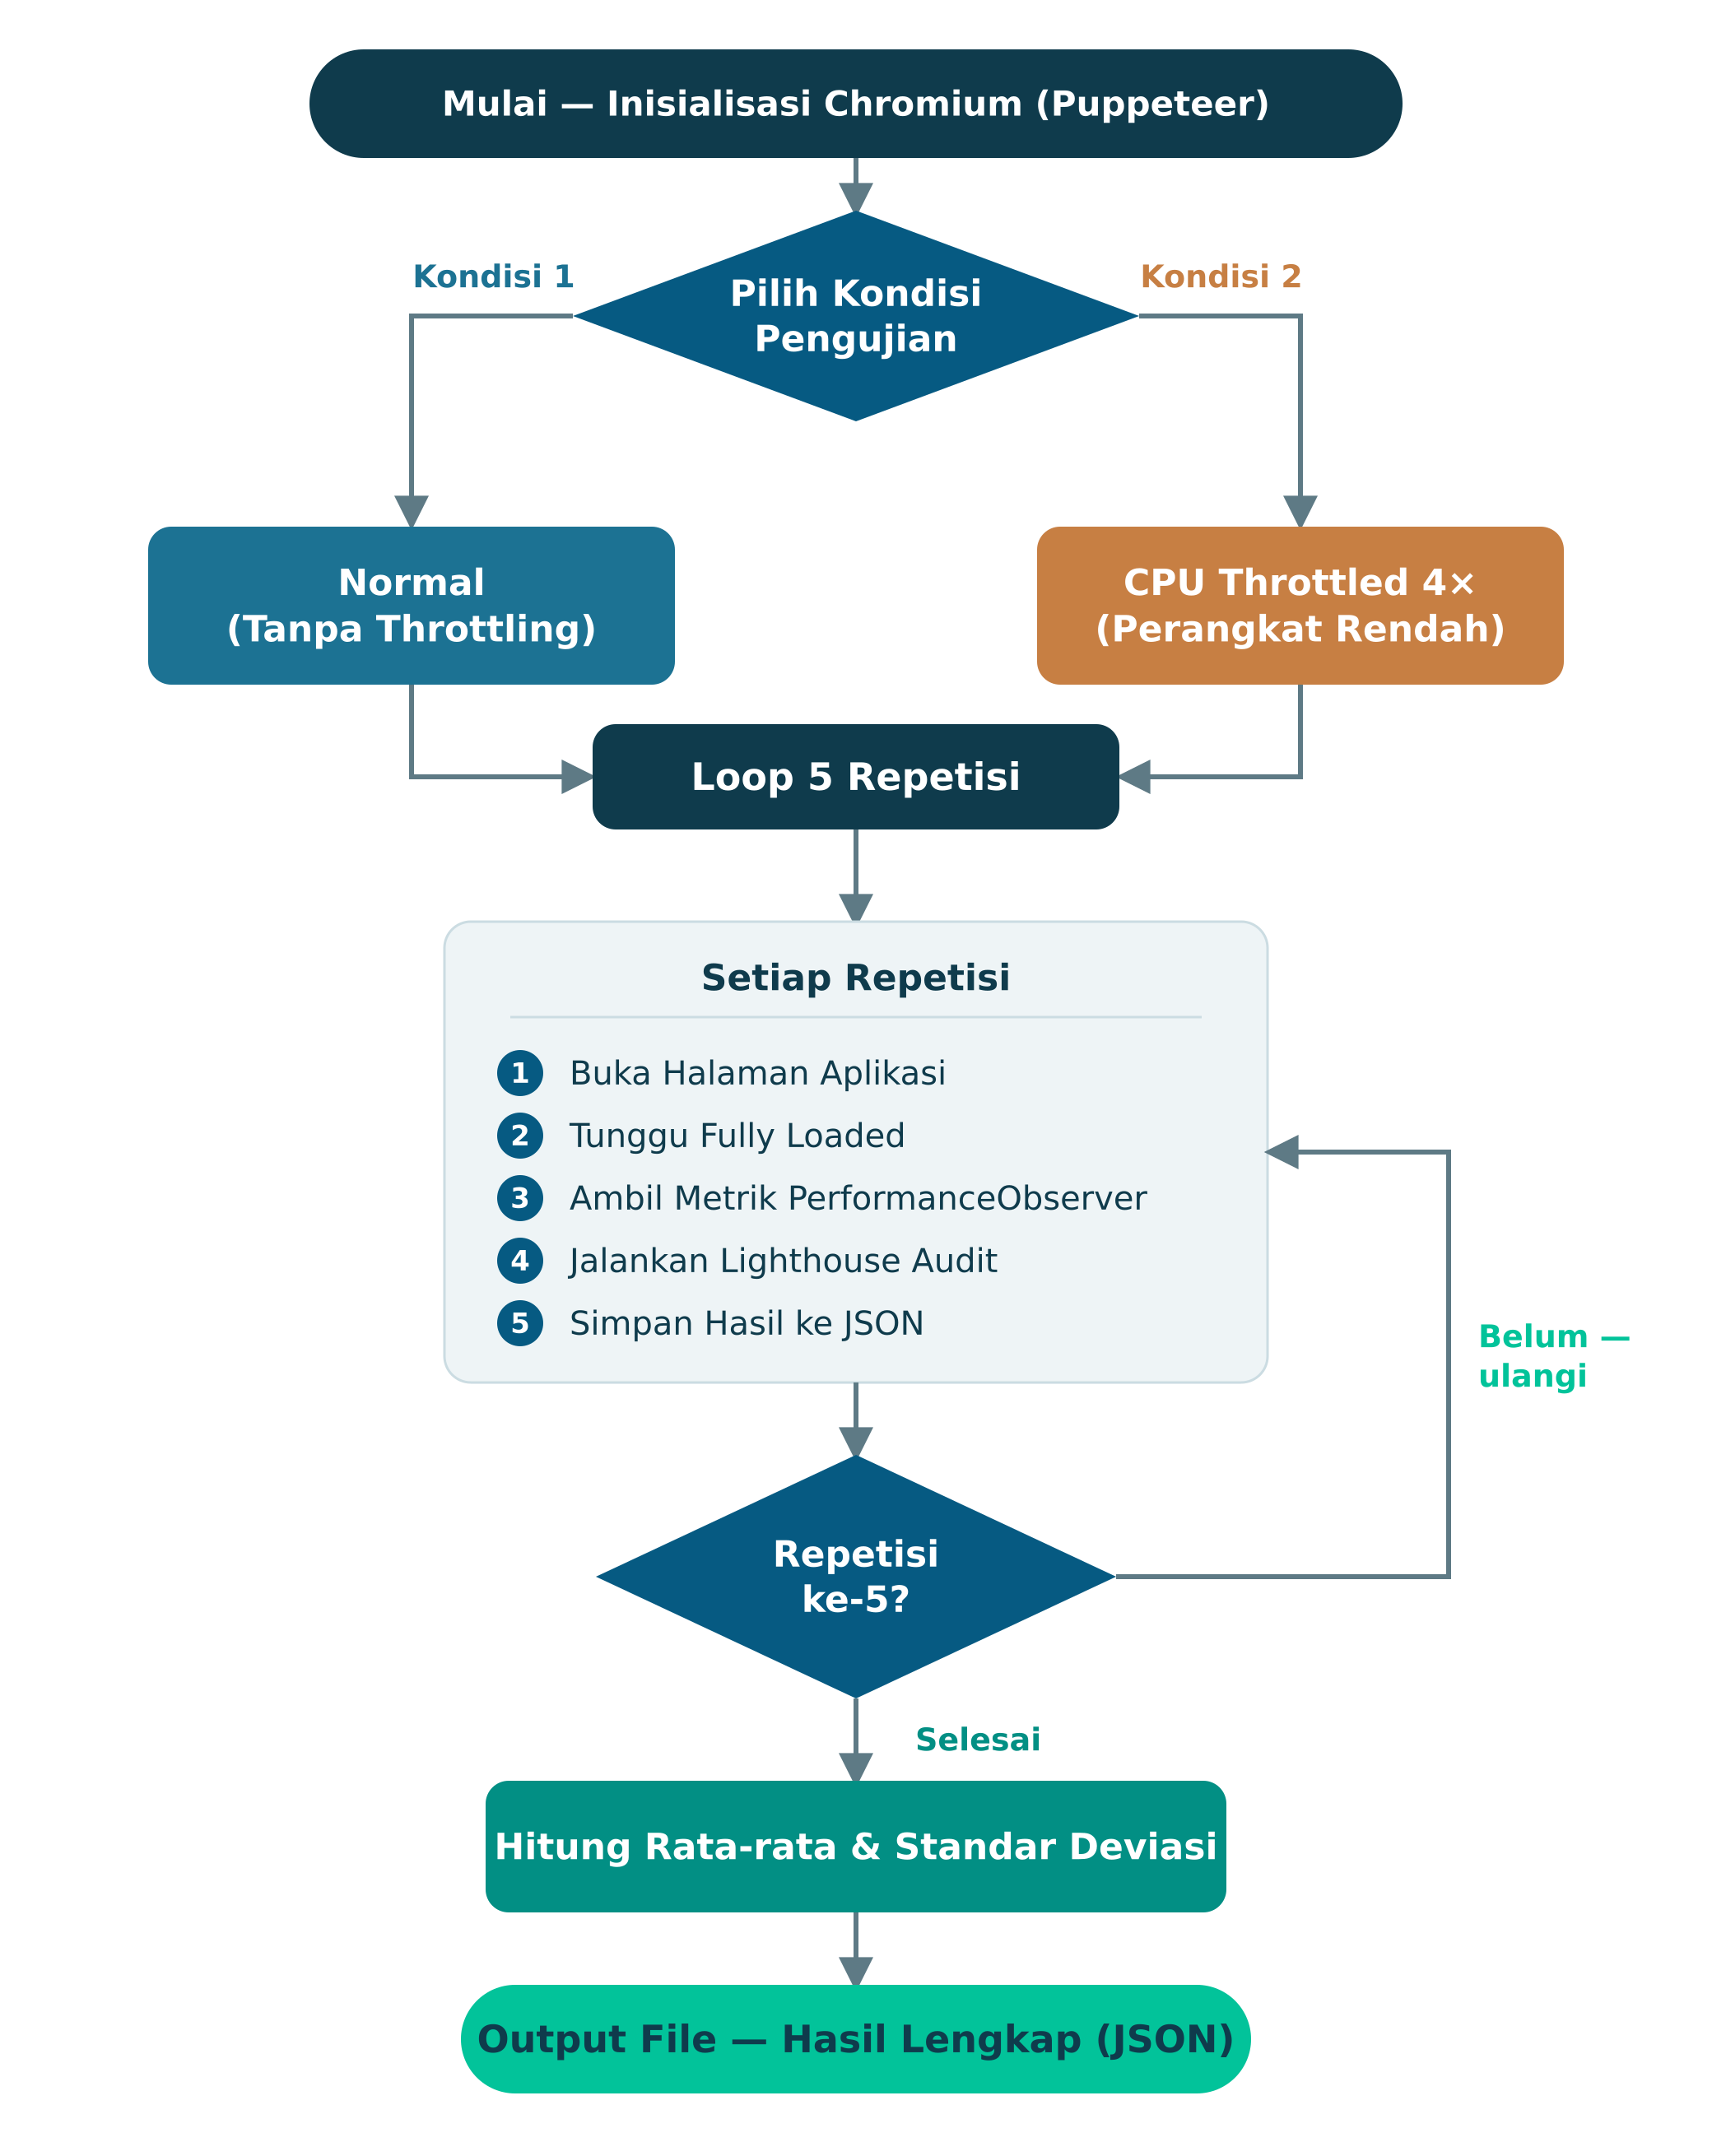 Mulai — Inisialisasi Chromium (Puppeteer)
Kondisi 1
Pilih Kondisi
Pengujian
Kondisi 2
Normal
(Tanpa Throttling)
CPU Throttled 4×
(Perangkat Rendah)
Loop 5 Repetisi
Setiap Repetisi
1 Buka Halaman Aplikasi
2 Tunggu Fully Loaded
3 Ambil Metrik PerformanceObserver
4 Jalankan Lighthouse Audit
5 Simpan Hasil ke JSON
Belum —
ulangi
Repetisi
ke-5?
Selesai
Hitung Rata-rata & Standar Deviasi
Output File — Hasil Lengkap (JSON)